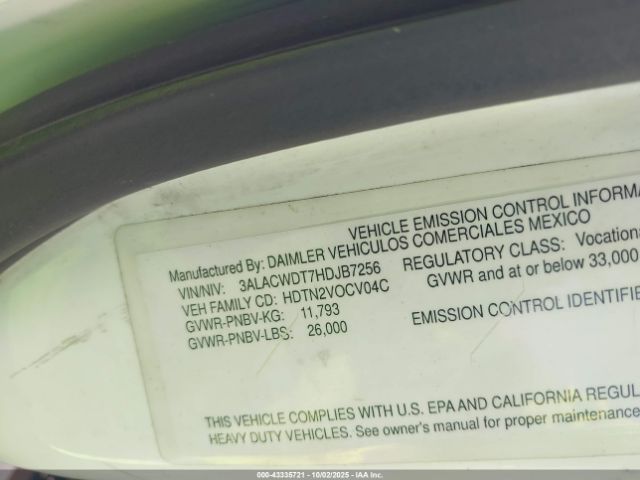 VEHICLE EMISSION CONTROL INFORMA
Manufactured By: DAIMLER VEHICULOS COMERCIALES MEXICO
VIN/NIV: 3ALACWDT7HDJB7256
REGULATORY CLASS: Vocationa
VEH FAMILY CD: HDTN2VOCV04C
GVWR and at or below 33,000
GVWR-PNBV-KG: 11,793
GVWR-PNBV-LBS: 26,000
EMISSION CONTROL IDENTIFIE
THIS VEHICLE COMPLIES WITH U.S. EPA AND CALIFORNIA REGUL
HEAVY DUTY VEHICLES. See owner's manual for proper maintenance
000-43335721 - 10/02/2025 - IAA Inc.